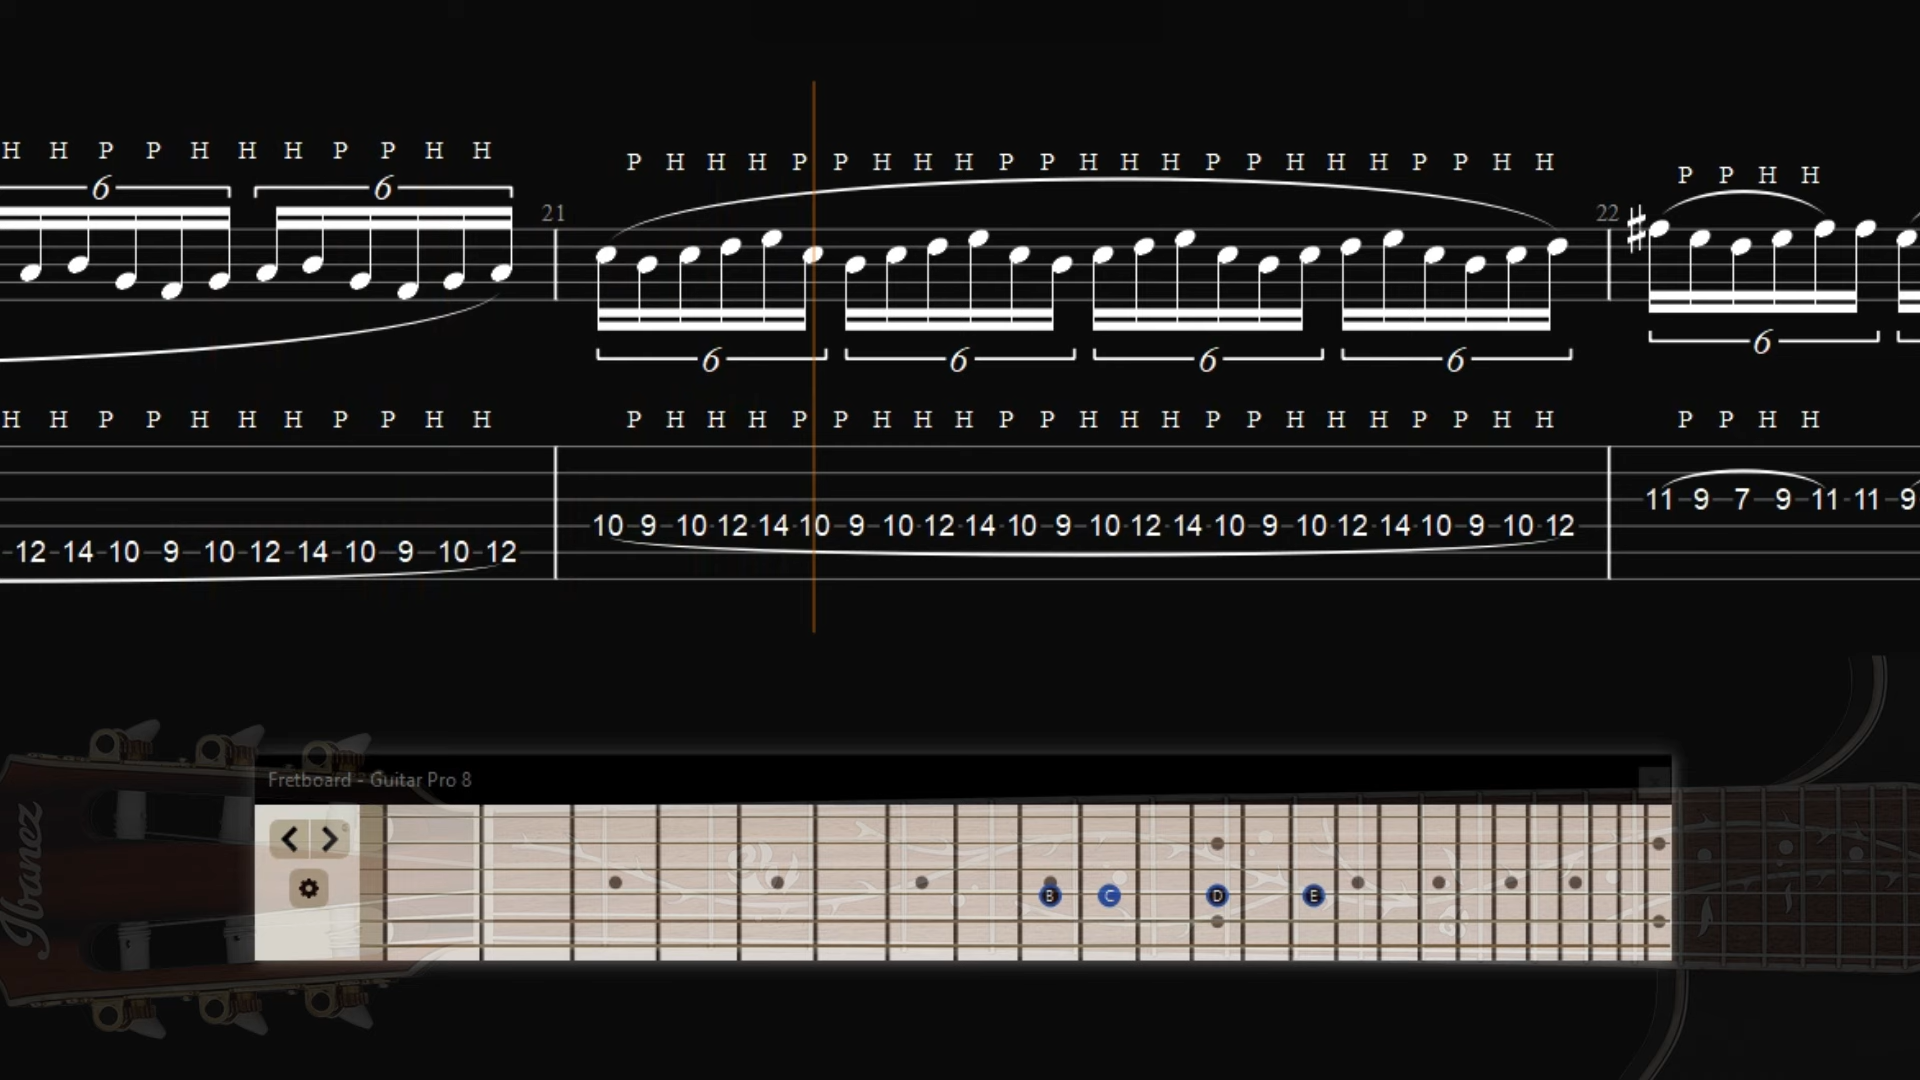 H H P P H H H P P H H
P H H H P P H H H P P H H H P P H H H P P H H
P P H H
6 6
21
22
6 6 6 6
6
H H P P H H H P P H H
P H H H P P H H H P P H H H P P H H H P P H H
P P H H
11 9 7 9 11 11 9
10 9 10 12 14 10 9 10 12 14 10 9 10 12 14 10 9 10 12 14 10 9 10 12
12 14 10 9 10 12 14 10 9 10 12
Fretboard - Guitar Pro 8
B C D E
Ibanez